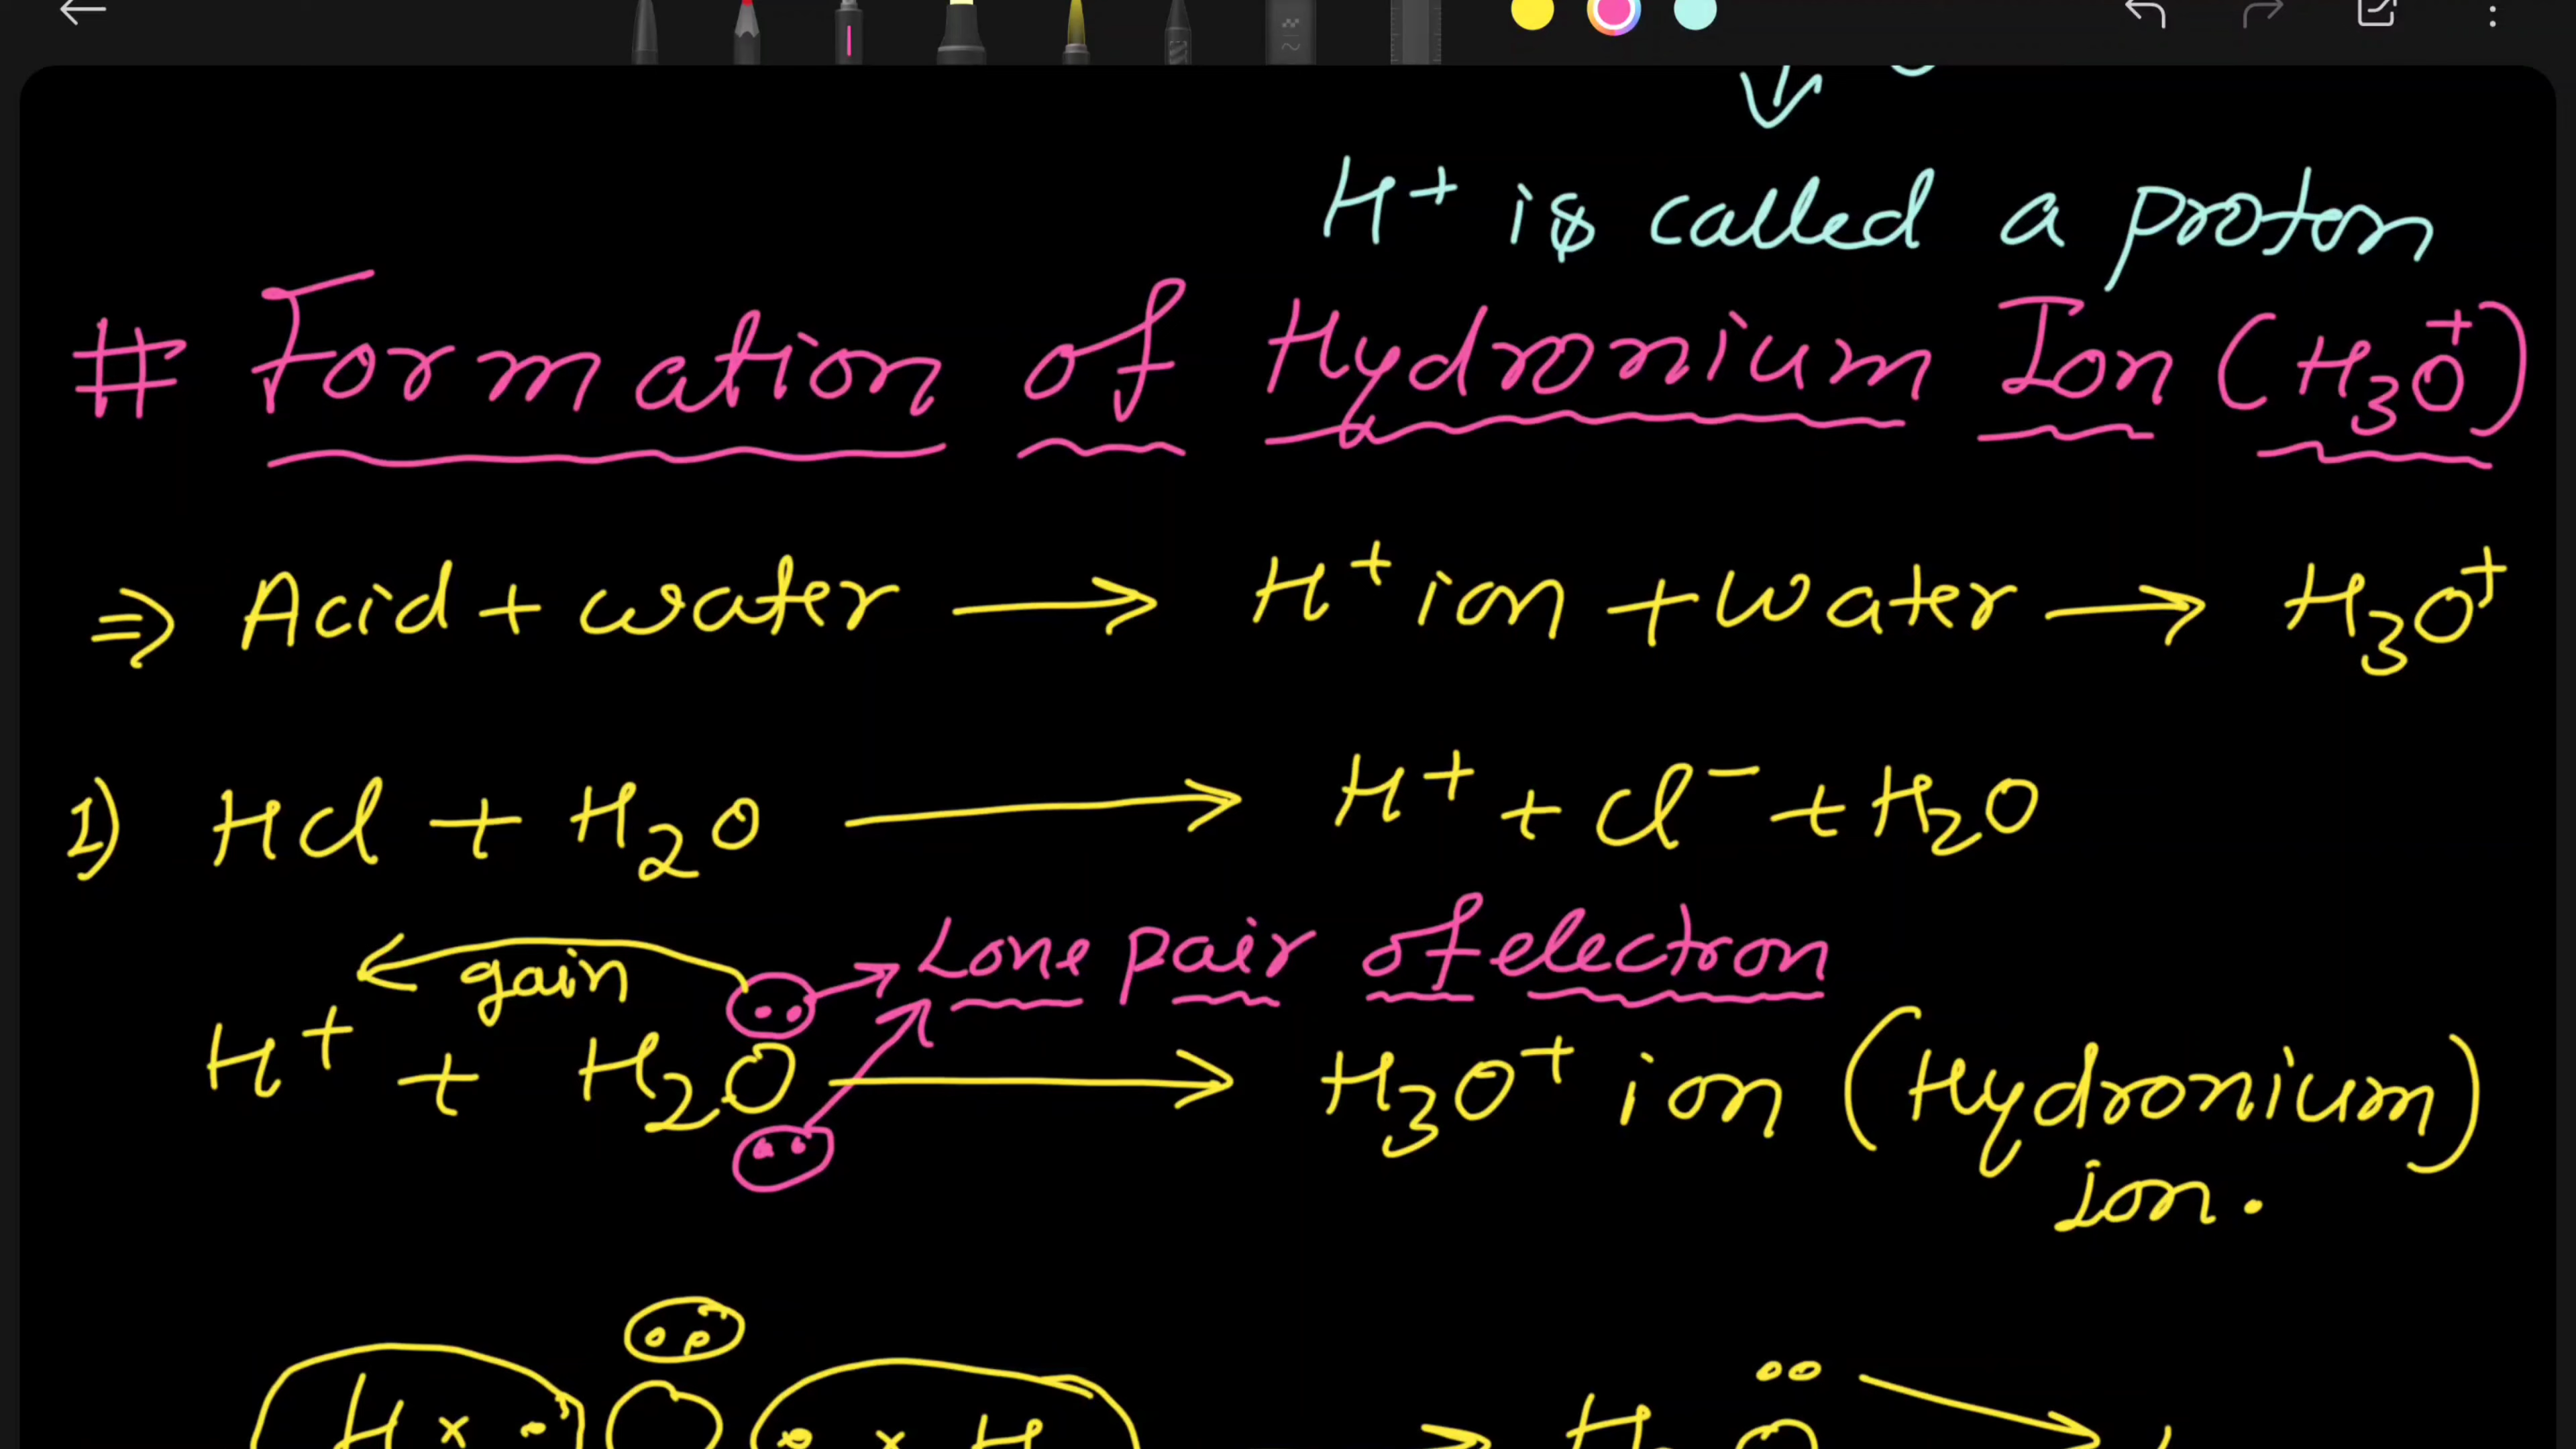 H⁺ is called a proton
# Formation of Hydronium Ion (H₃O⁺)
⇒ Acid + water ⟶ H⁺ ion + water ⟶ H₃O⁺
1) HCl + H₂O ⟶ H⁺ + Cl⁻ + H₂O
gain
Lone pair of electron
H⁺ + H₂O ⟶ H₃O⁺ ion (Hydronium)
Ion.
H × · O · × H